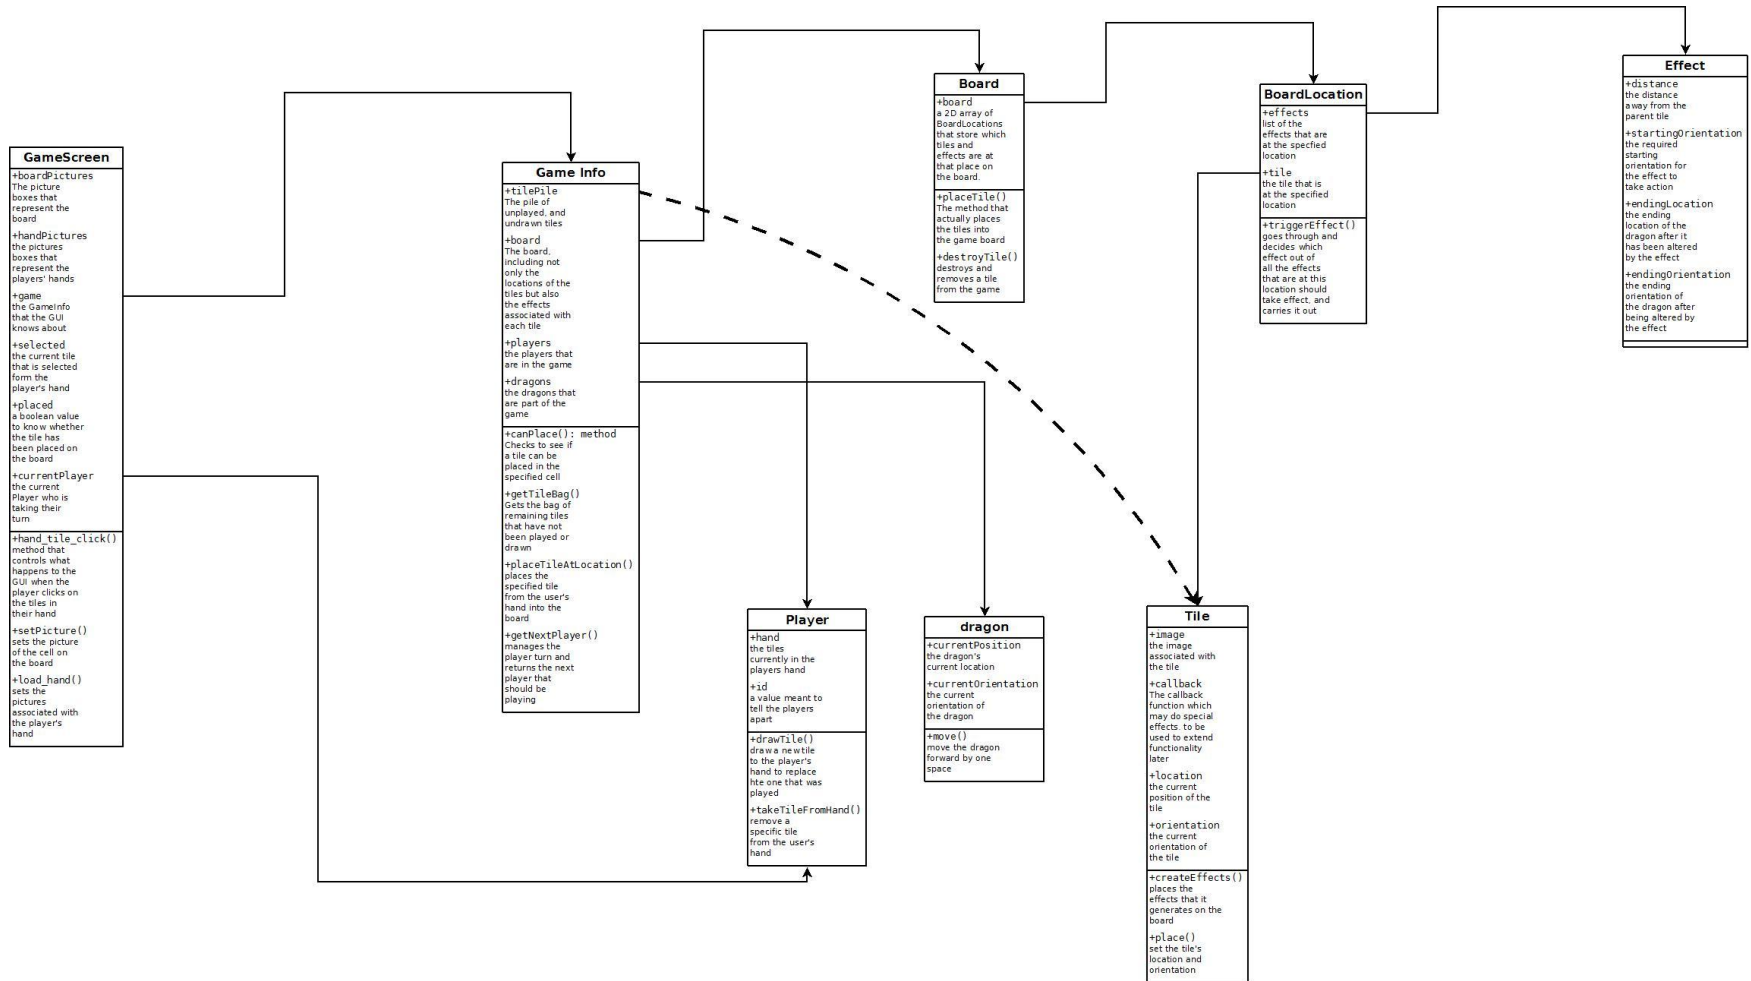 GameScreen
+boardPictures
The picture
boxes that
represent the
board
+handPictures
the pictures
boxes that
represent the
players' hands
+game
the GameInfo
that the GUI
knows about
+selected
the current tile
that is selected
form the
player's hand
+placed
a boolean value
to know whether
the tile has
been placed on
the board
+currentPlayer
the current
Player who is
taking their
turn
+hand_tile_click()
method that
controls what
happens to the
GUI when the
player clicks on
the tiles in
their hand
+setPicture()
sets the picture
of the cell on
the board
+load_hand()
sets the
pictures
associated with
the player's
hand
Game Info
+tilePile
The pile of
unplayed, and
undrawn tiles
+board
The board,
including not
only the
locations of the
tiles but also
the effects
associated with
each tile
+players
the players that
are in the game
+dragons
the dragons that
are part of the
game
+canPlace(): method
Checks to see if
a tile can be
placed in the
specified cell
+getTileBag()
Gets the bag of
remaining tiles
that have not
been played or
drawn
+placeTileAtLocation()
places the
specified tile
from the user's
hand into the
board
+getNextPlayer()
manages the
player turn and
returns the next
player that
should be
playing
Board
+board
a 2D array of
BoardLocations
that store which
tiles and
effects are at
that place on
the board.
+placeTile()
The method that
actually places
the tiles into
the game board
+destroyTile()
destroys and
removes a tile
from the game
BoardLocation
+effects
list of the
effects that are
at the specfied
location
+tile
the tile that is
at the specified
location
+triggerEffect()
goes through and
decides which
effect out of
all the effects
that are at this
location should
take effect, and
carries it out
Effect
+distance
the distance
away from the
parent tile
+startingOrientation
the required
starting
orientation for
the effect to
take action
+endingLocation
the ending
location of the
dragon after it
has been altered
by the effect
+endingOrientation
the ending
orientation of
the dragon after
being altered by
the effect
Player
+hand
the tiles
currently in the
players hand
+id
a value meant to
tell the players
apart
+drawTile()
draw a new tile
to the player's
hand to replace
hte one that was
played
+takeTileFromHand()
remove a
specific tile
from the user's
hand
dragon
+currentPosition
the dragon's
current location
+currentOrientation
the current
orientation of
the dragon
+move()
move the dragon
forward by one
space
Tile
+image
the image
associated with
the tile
+callback
The callback
function which
may do special
effects. to be
used to extend
functionality
later
+location
the current
position of the
tile
+orientation
the current
orientation of
the tile
+createEffects()
places the
effects that it
generates on the
board
+place()
set the tile's
location and
orientation